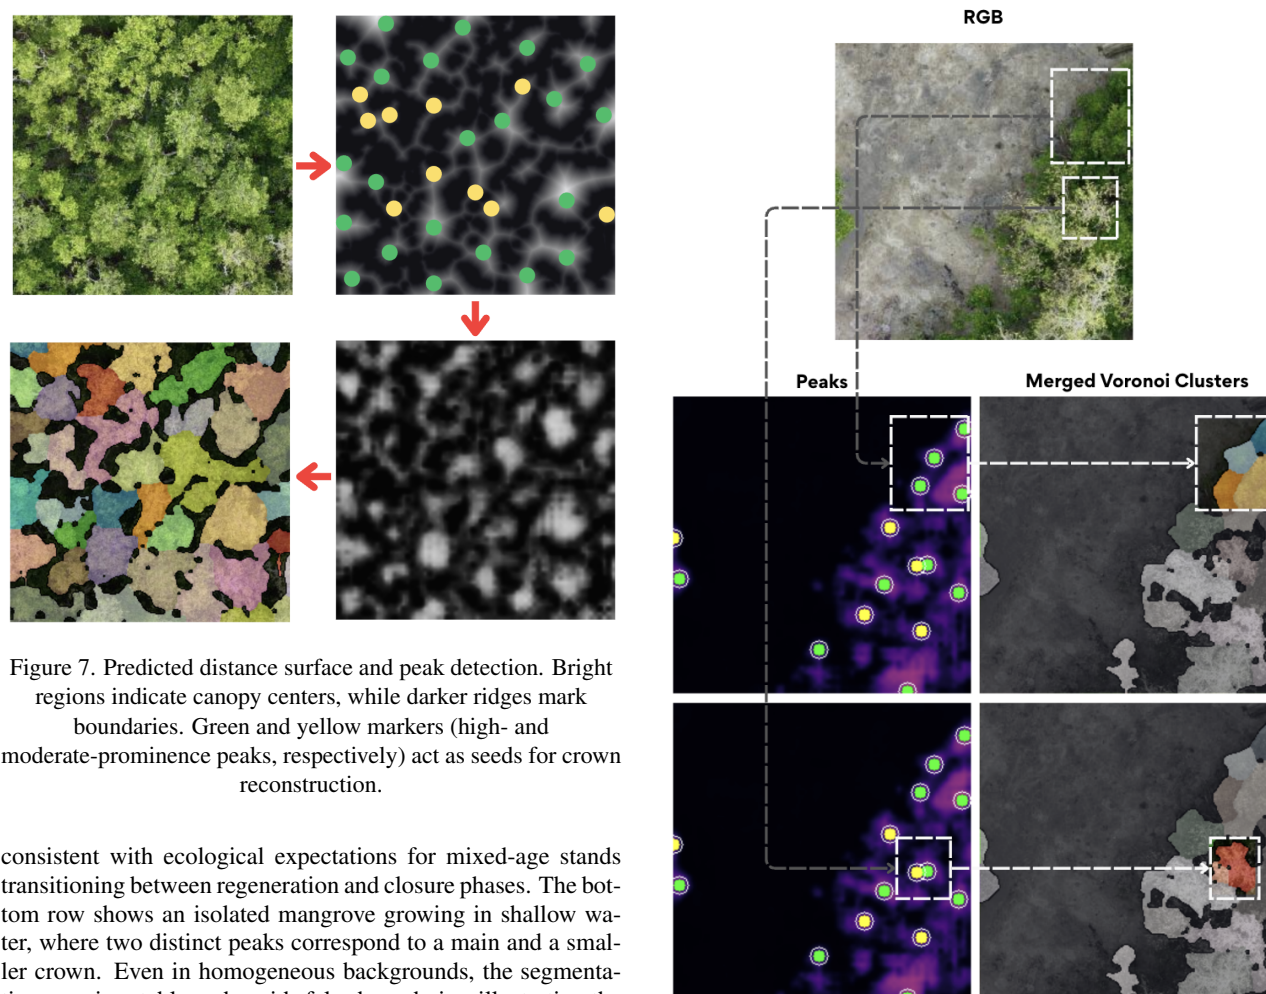 Figure 7. Predicted distance surface and peak detection. Bright
regions indicate canopy centers, while darker ridges mark
boundaries. Green and yellow markers (high- and
moderate-prominence peaks, respectively) act as seeds for crown
reconstruction.
consistent with ecological expectations for mixed-age stands
transitioning between regeneration and closure phases. The bot-
tom row shows an isolated mangrove growing in shallow wa-
ter, where two distinct peaks correspond to a main and a smal-
ler crown. Even in homogeneous backgrounds, the segmenta-
RGB
Peaks
Merged Voronoi Clusters